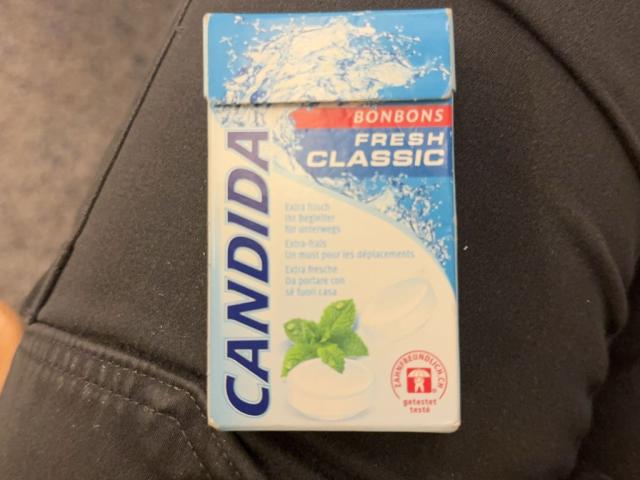 BONBONS
FRESH
CLASSIC
CANDIDA
Extra frisch
Ihr Begleiter
für unterwegs
Extra-frais
Un must pour les déplacements
Extra fresche
Da portare con
sé fuori casa
ZAHNFREUNDLICH.CH
getestet
testé